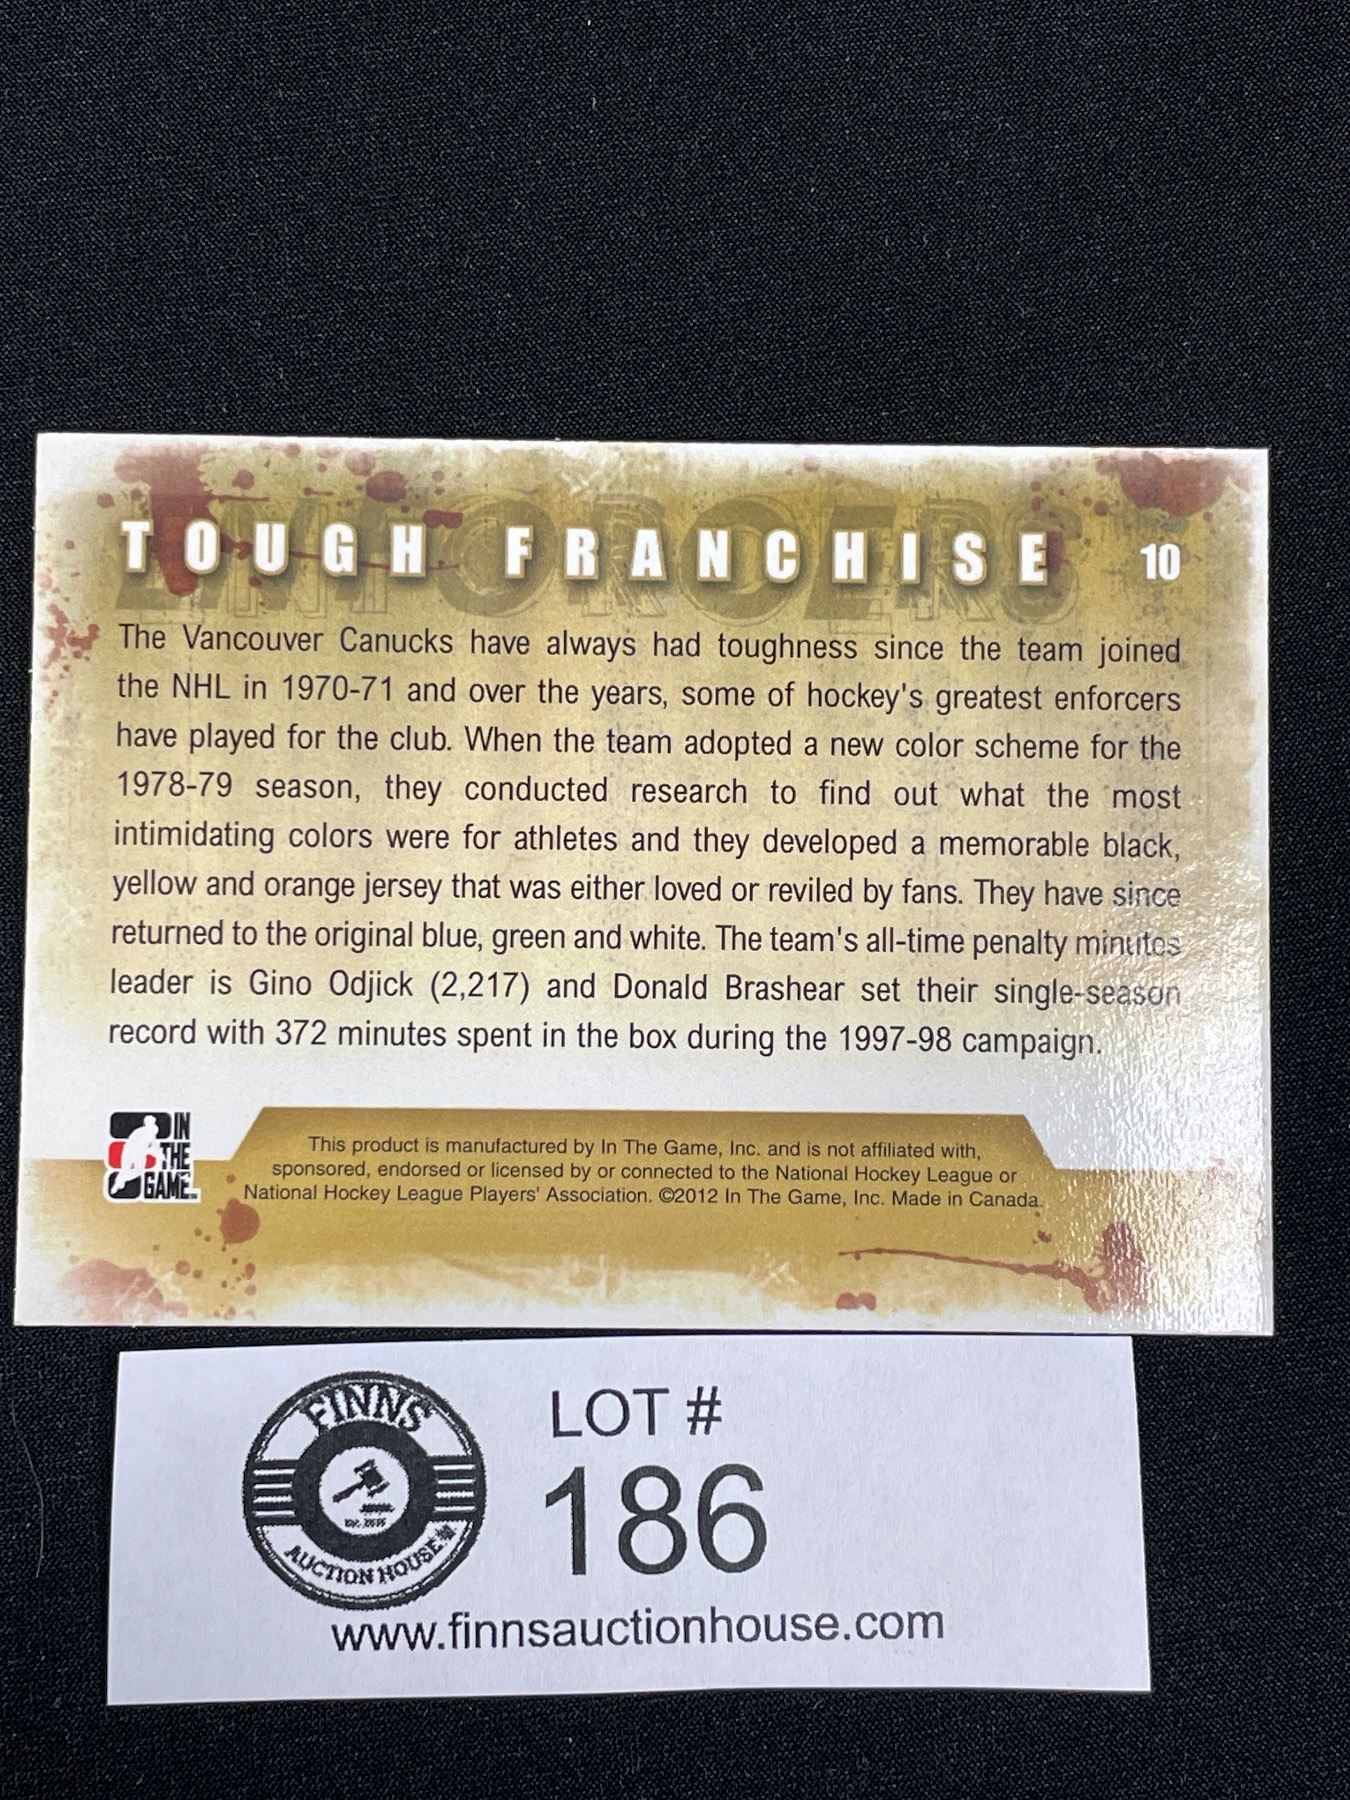 ENFORCERS
TOUGH FRANCHISE 10
The Vancouver Canucks have always had toughness since the team joined
the NHL in 1970-71 and over the years, some of hockey's greatest enforcers
have played for the club. When the team adopted a new color scheme for the
1978-79 season, they conducted research to find out what the most
intimidating colors were for athletes and they developed a memorable black,
yellow and orange jersey that was either loved or reviled by fans. They have since
returned to the original blue, green and white. The team's all-time penalty minutes
leader is Gino Odjick (2,217) and Donald Brashear set their single-season
record with 372 minutes spent in the box during the 1997-98 campaign.
IN
THE
GAME
This product is manufactured by In The Game, Inc. and is not affiliated with,
sponsored, endorsed or licensed by or connected to the National Hockey League or
National Hockey League Players' Association. ©2012 In The Game, Inc. Made in Canada.
FINNS
AUCTION HOUSE
LOT #
186
www.finnsauctionhouse.com